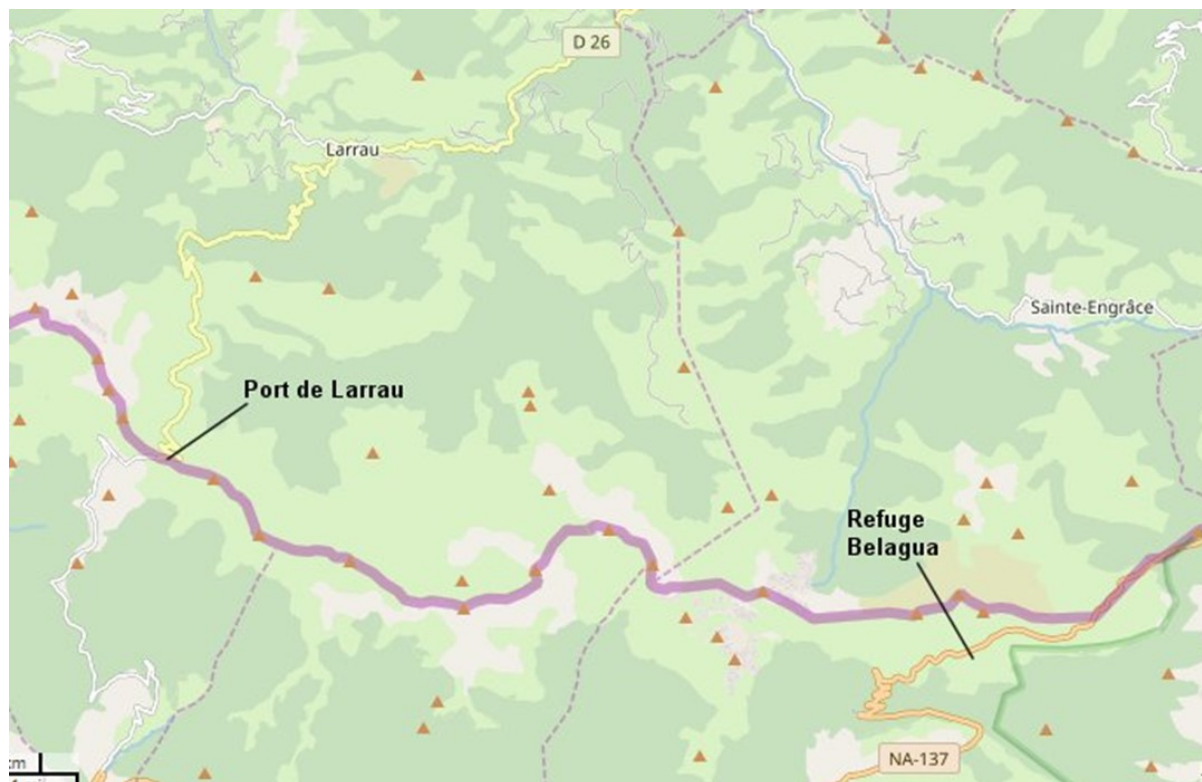 D 26
Larrau
Sainte-Engrâce
Port de Larrau
Refuge
Belagua
NA-137